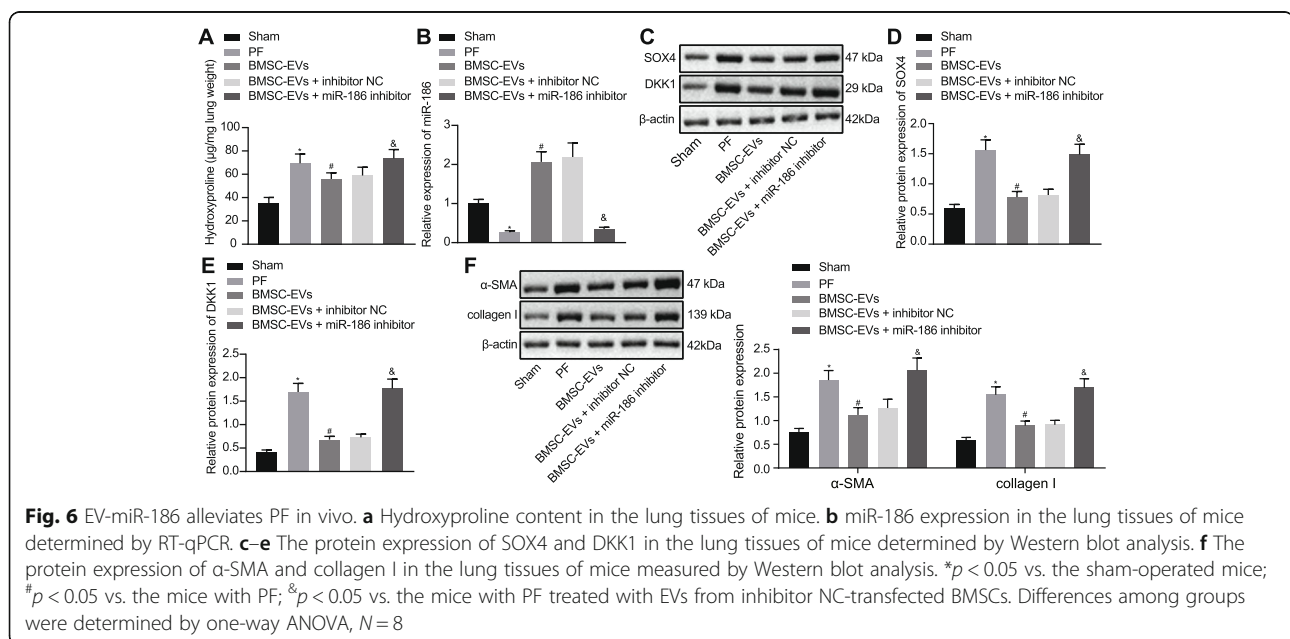 A
Sham
PF
BMSC-EVs
BMSC-EVs + inhibitor NC
BMSC-EVs + miR-186 inhibitor
Hydroxyproline (μg/mg lung weight)
100
80
60
40
20
0
*
#
&
B
Sham
PF
BMSC-EVs
BMSC-EVs + inhibitor NC
BMSC-EVs + miR-186 inhibitor
Relative expression of miR-186
3
2
1
0
*
#
&
C
SOX4
47 kDa
DKK1
29 kDa
β-actin
42kDa
Sham
PF
BMSC-EVs
BMSC-EVs + inhibitor NC
BMSC-EVs + miR-186 inhibitor
D
Sham
PF
BMSC-EVs
BMSC-EVs + inhibitor NC
BMSC-EVs + miR-186 inhibitor
Relative protein expression of SOX4
2.0
1.5
1.0
0.5
0.0
*
#
&
E
Sham
PF
BMSC-EVs
BMSC-EVs + inhibitor NC
BMSC-EVs + miR-186 inhibitor
Relative protein expression of DKK1
2.5
2.0
1.5
1.0
0.5
0.0
*
#
&
F
α-SMA
47 kDa
collagen I
139 kDa
β-actin
42kDa
Sham
PF
BMSC-EVs
BMSC-EVs + inhibitor NC
BMSC-EVs + miR-186 inhibitor
Sham
PF
BMSC-EVs
BMSC-EVs + inhibitor NC
BMSC-EVs + miR-186 inhibitor
Relative protein expression
2.5
2.0
1.5
1.0
0.5
0.0
*
#
&
*
#
&
α-SMA
collagen I
Fig. 6 EV-miR-186 alleviates PF in vivo. a Hydroxyproline content in the lung tissues of mice. b miR-186 expression in the lung tissues of mice
determined by RT-qPCR. c–e The protein expression of SOX4 and DKK1 in the lung tissues of mice determined by Western blot analysis. f The
protein expression of α-SMA and collagen I in the lung tissues of mice measured by Western blot analysis. *p < 0.05 vs. the sham-operated mice;
#p < 0.05 vs. the mice with PF; &p < 0.05 vs. the mice with PF treated with EVs from inhibitor NC-transfected BMSCs. Differences among groups
were determined by one-way ANOVA, N = 8